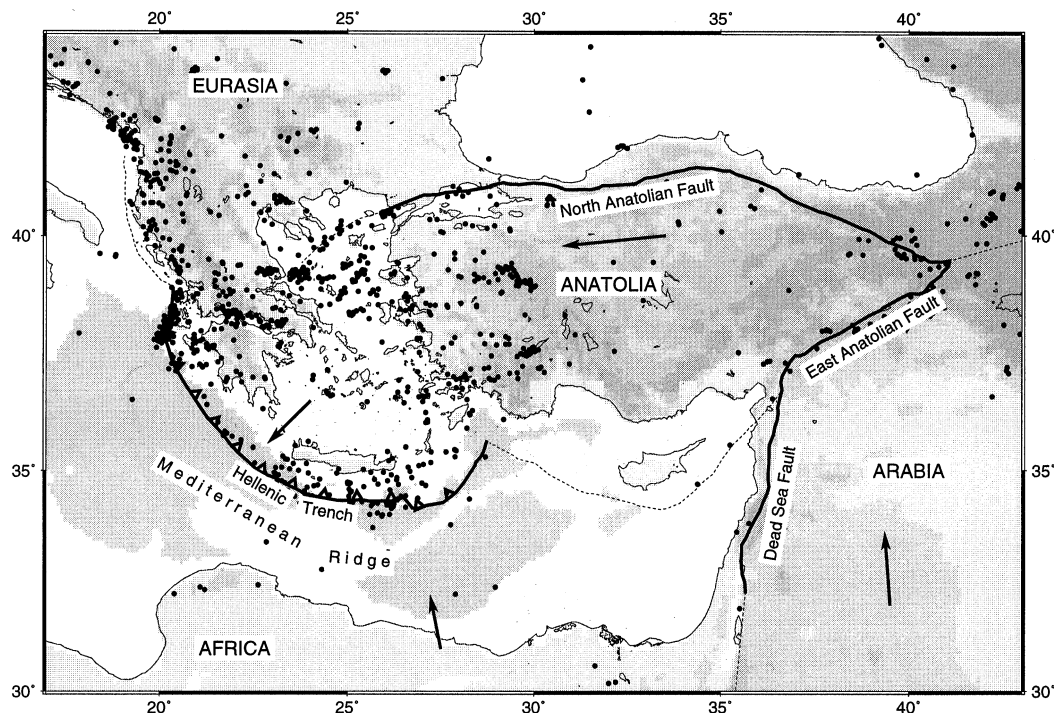 20° 25° 30° 35° 40°
EURASIA
North Anatolian Fault
40° 40°
ANATOLIA
East Anatolian Fault
35° 35°
ARABIA
Hellenic Trench
Mediterranean Ridge
Dead Sea Fault
AFRICA
30° 30°
20° 25° 30° 35° 40°